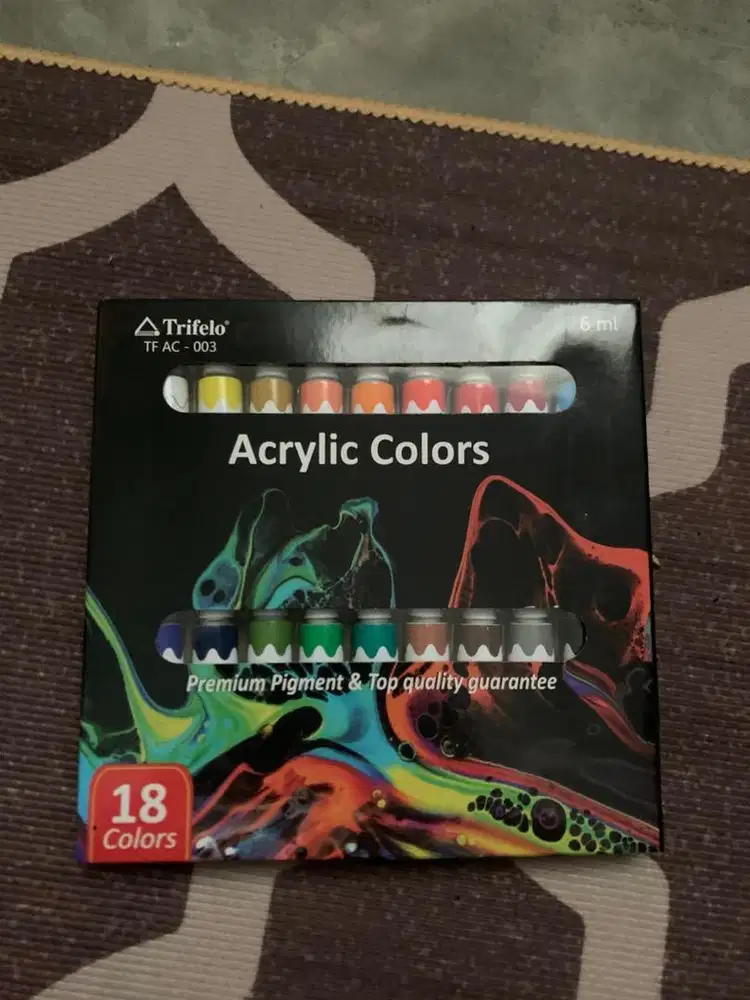 Trifelo®
TF AC - 003
6 ml
Acrylic Colors
Premium Pigment & Top quality guarantee
18
Colors